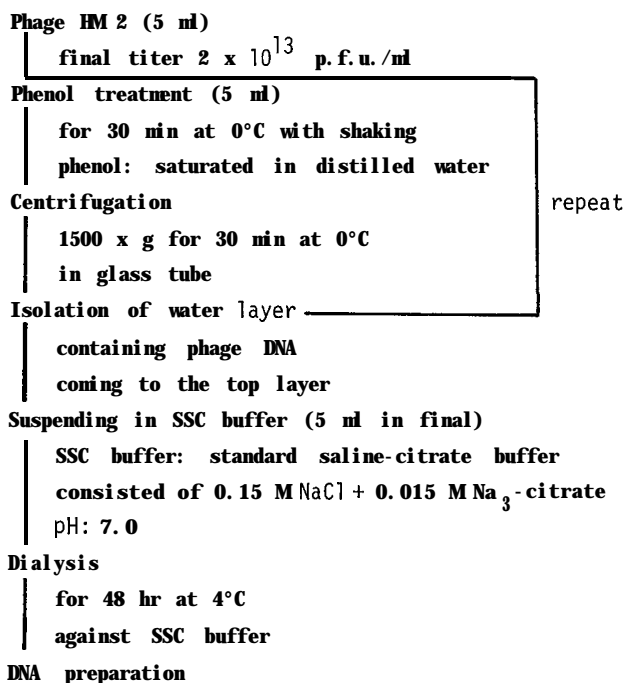 Phage HM 2 (5 ml)
final titer 2 x 10^13 p.f.u./ml
Phenol treatment (5 ml)
for 30 min at 0°C with shaking
phenol: saturated in distilled water
Centrifugation
repeat
1500 x g for 30 min at 0°C
in glass tube
Isolation of water layer
containing phage DNA
coming to the top layer
Suspending in SSC buffer (5 ml in final)
SSC buffer: standard saline-citrate buffer
consisted of 0.15 M NaCl + 0.015 M Na₃-citrate
pH: 7.0
Dialysis
for 48 hr at 4°C
against SSC buffer
DNA preparation